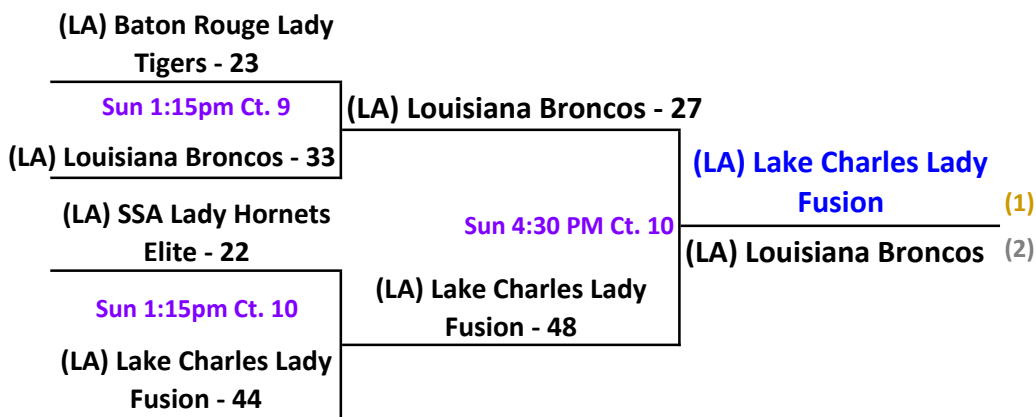 (LA) Baton Rouge Lady
Tigers - 23
Sun 1:15pm Ct. 9
(LA) Louisiana Broncos - 33
(LA) Louisiana Broncos - 27
(LA) SSA Lady Hornets
Elite - 22
Sun 1:15pm Ct. 10
(LA) Lake Charles Lady
Fusion - 44
Sun 4:30 PM Ct. 10
(LA) Lake Charles Lady
Fusion - 48
(LA) Lake Charles Lady
Fusion
(1)
(LA) Louisiana Broncos
(2)